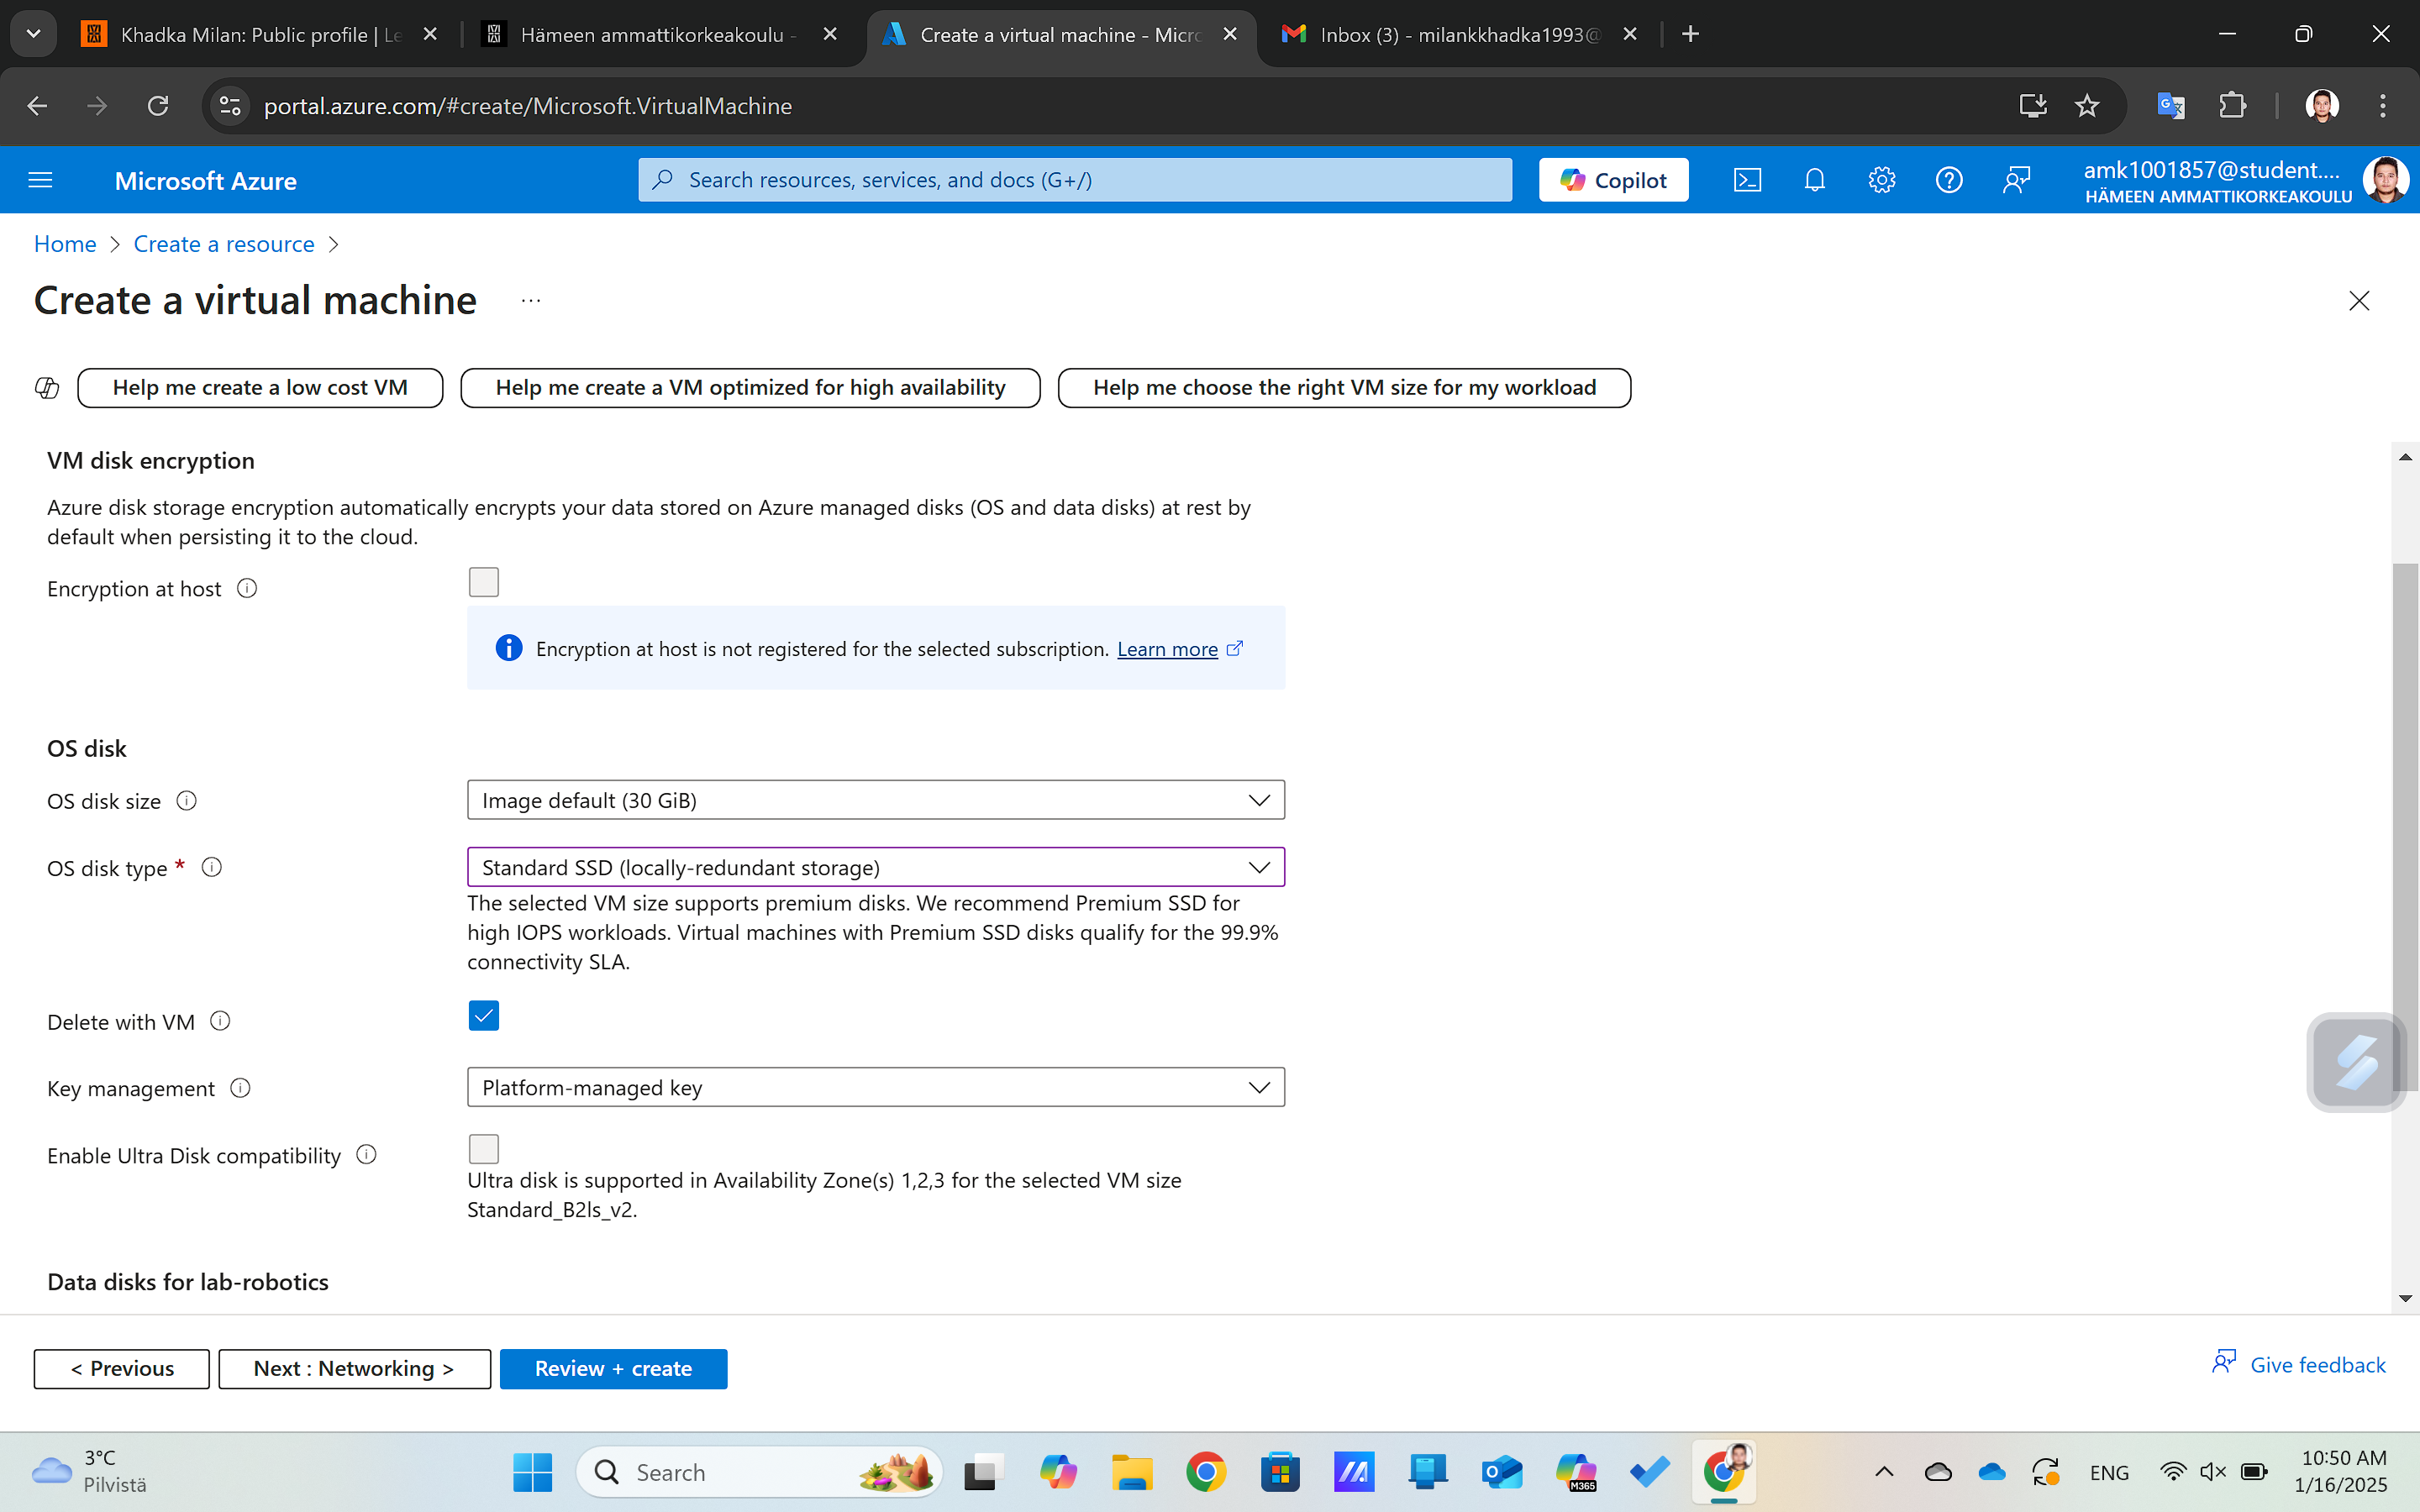 Khadka Milan: Public profile | Le
Hämeen ammattikorkeakoulu -
Create a virtual machine - Micro
Inbox (3) - milankkhadka1993@
portal.azure.com/#create/Microsoft.VirtualMachine
Microsoft Azure
Search resources, services, and docs (G+/)
Copilot
amk1001857@student....
HÄMEEN AMMATTIKORKEAKOULU
Home > Create a resource >
Create a virtual machine ...
Help me create a low cost VM
Help me create a VM optimized for high availability
Help me choose the right VM size for my workload
VM disk encryption
Azure disk storage encryption automatically encrypts your data stored on Azure managed disks (OS and data disks) at rest by
default when persisting it to the cloud.
Encryption at host
Encryption at host is not registered for the selected subscription. Learn more
OS disk
OS disk size
Image default (30 GiB)
OS disk type *
Standard SSD (locally-redundant storage)
The selected VM size supports premium disks. We recommend Premium SSD for
high IOPS workloads. Virtual machines with Premium SSD disks qualify for the 99.9%
connectivity SLA.
Delete with VM
Key management
Platform-managed key
Enable Ultra Disk compatibility
Ultra disk is supported in Availability Zone(s) 1,2,3 for the selected VM size
Standard_B2ls_v2.
Data disks for lab-robotics
< Previous
Next : Networking >
Review + create
Give feedback
3°C
Pilvistä
Search
M365
ENG
10:50 AM
1/16/2025